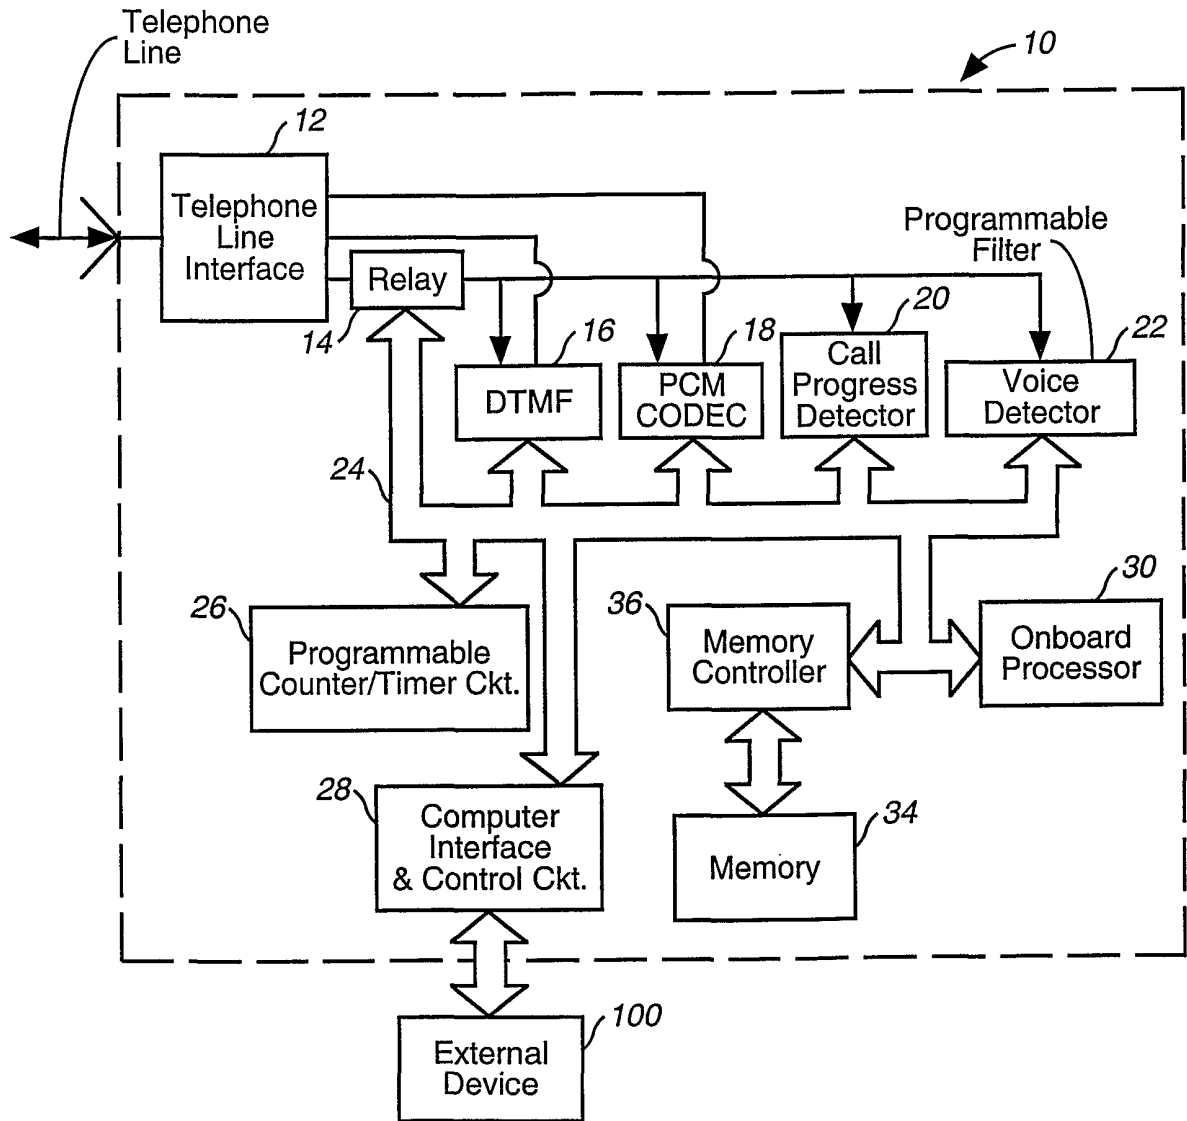 Telephone
Line
10
12
Telephone
Line
Interface
Programmable
Filter
Relay
14
16
18
20
22
DTMF
PCM
CODEC
Call
Progress
Detector
Voice
Detector
24
26
Programmable
Counter/Timer Ckt.
36
Memory
Controller
30
Onboard
Processor
28
Computer
Interface
& Control Ckt.
34
Memory
100
External
Device